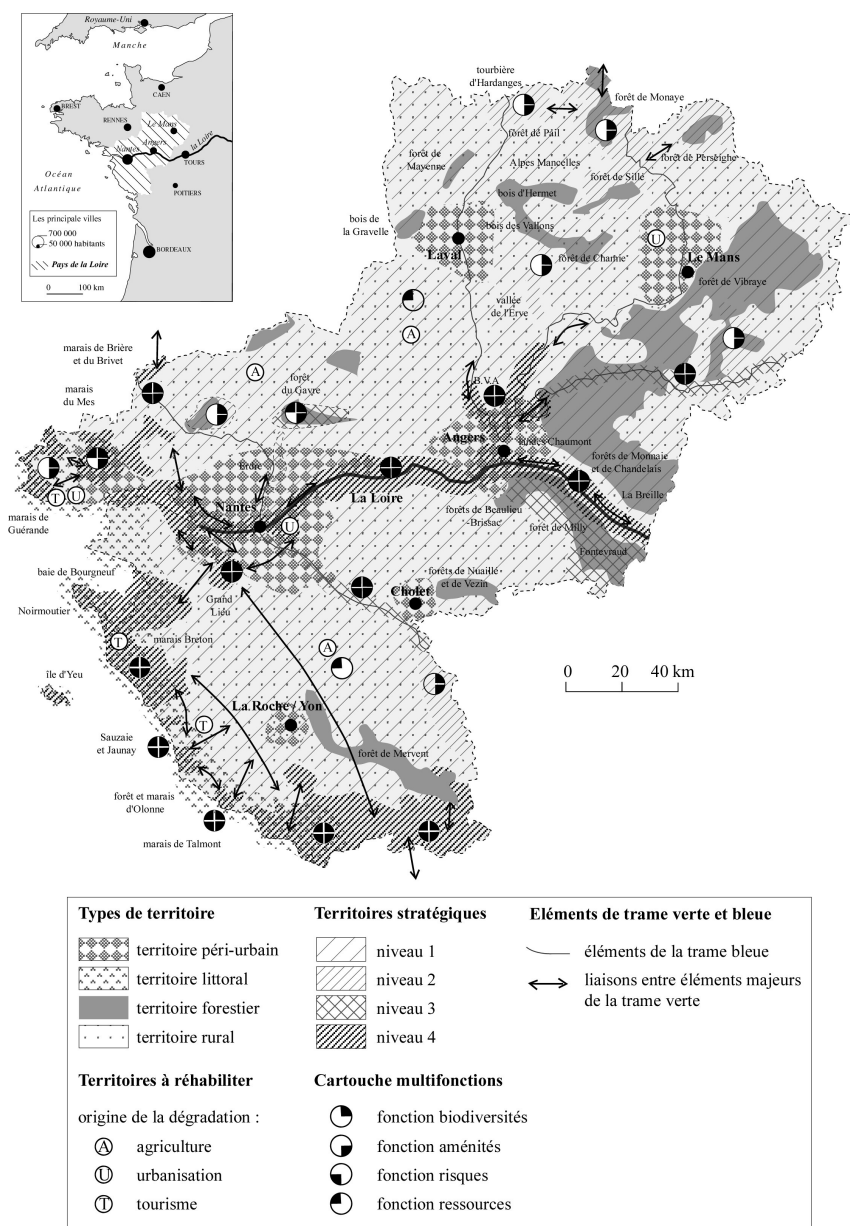 Royaume-Uni
Manche
CAEN
BREST
RENNES
Le Mans
Angers
la Loire
Nantes
TOURS
Océan
Atlantique
POITIERS
Les principale villes
700 000
50 000 habitants
Pays de la Loire
BORDEAUX
0 100 km
tourbière
d'Hardanges
forêt de Monaye
forêt de Pail
forêt de Perseigne
forêt de
Mayenne
Alpes Mancelles
forêt de Sillé
bois d'Hermet
bois de
la Gravelle
bois des Vallons
U
Laval
forêt de Charnie
Le Mans
forêt de Vibraye
vallée
de l'Erve
A
marais de Brière
et du Brivet
A
marais
du Mes
forêt
du Gavre
B.V.A
Angers
landes Chaumont
Erdre
forêts de Monnaie
et de Chandelais
La Loire
La Breille
T
U
Nantes
U
marais de
Guérande
forêts de Beaulieu
-Brissac
forêt de Milly
Fontevraud
baie de Bourgneuf
forêts de Nuaillé
et de Vezin
Grand
Lieu
Cholet
Noirmoutier
T
marais Breton
A
0 20 40 km
île d'Yeu
La Roche / Yon
T
Sauzaie
et Jaunay
forêt de Mervent
forêt et marais
d'Olonne
marais de Talmont
Types de territoire
territoire péri-urbain
territoire littoral
territoire forestier
territoire rural
Territoires stratégiques
niveau 1
niveau 2
niveau 3
niveau 4
Eléments de trame verte et bleue
éléments de la trame bleue
liaisons entre éléments majeurs
de la trame verte
Territoires à réhabiliter
origine de la dégradation :
A agriculture
U urbanisation
T tourisme
Cartouche multifonctions
fonction biodiversités
fonction aménités
fonction risques
fonction ressources